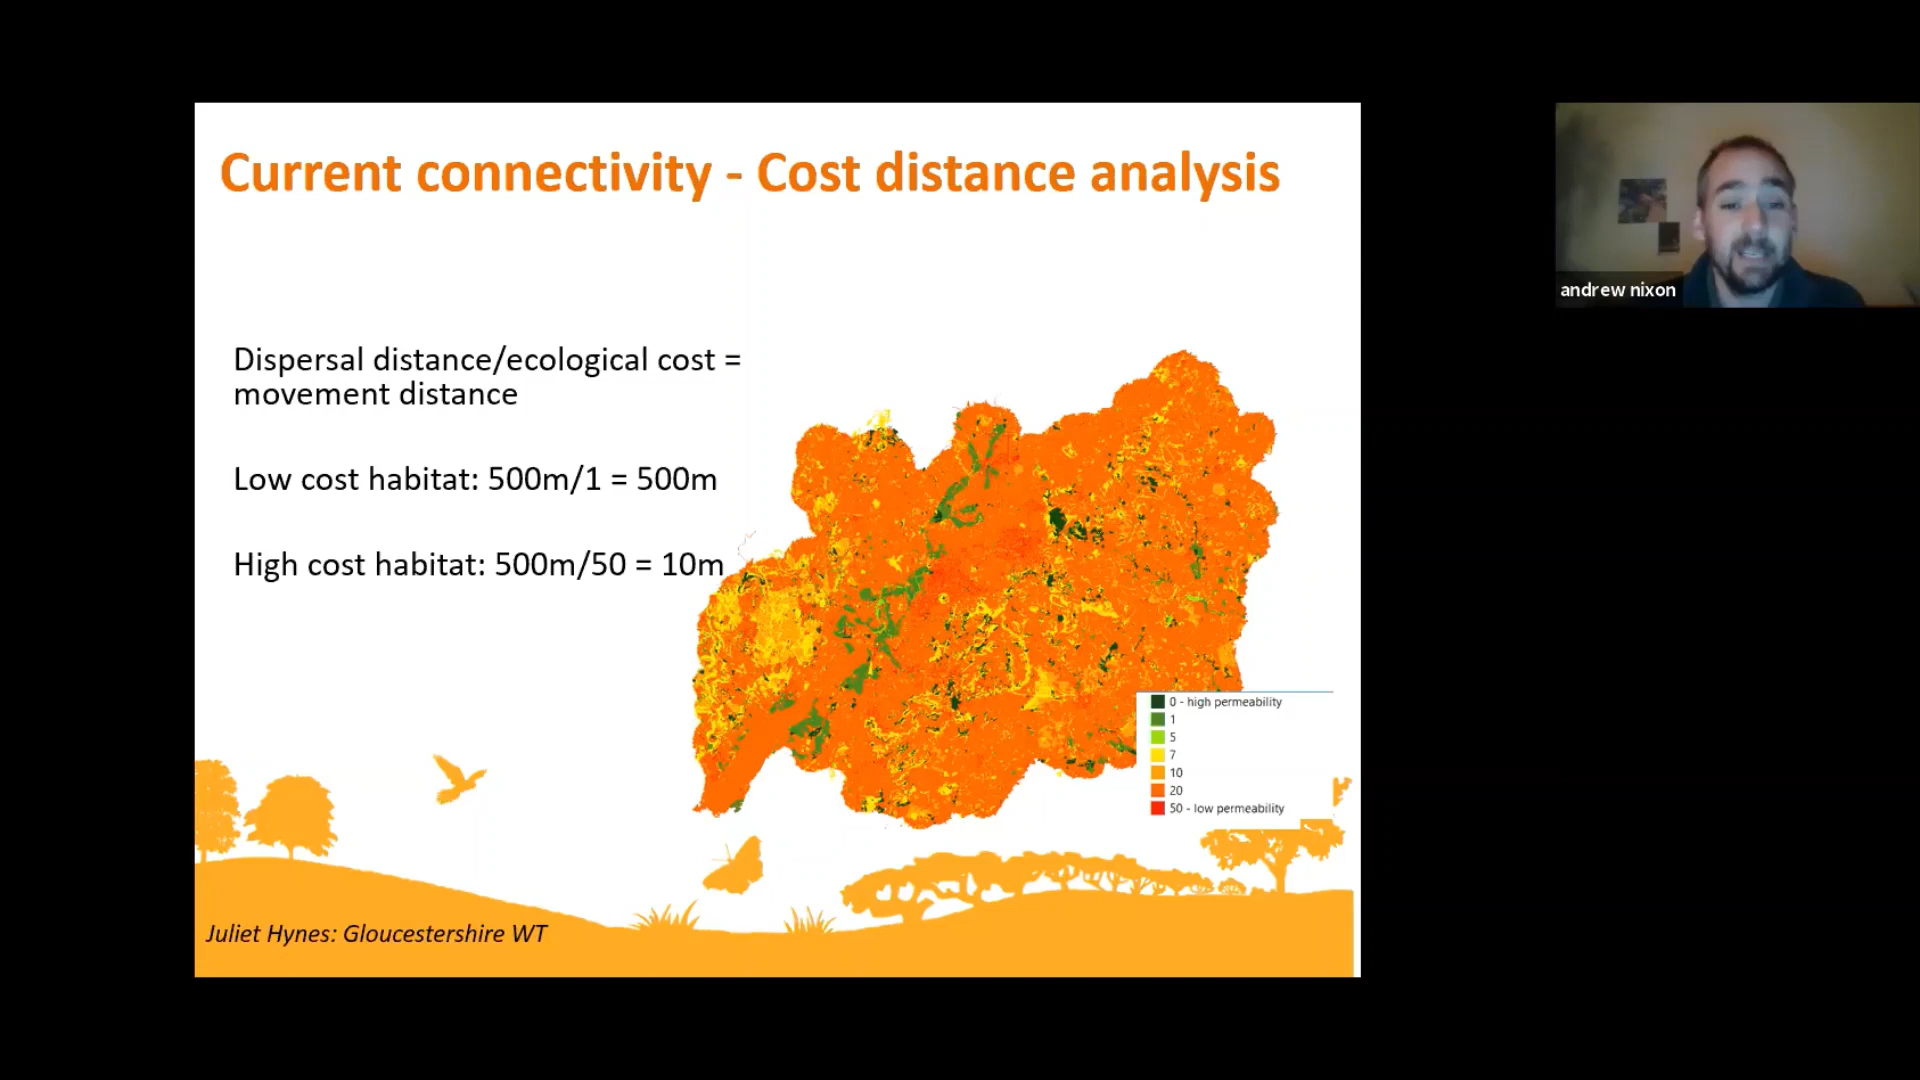 Current connectivity - Cost distance analysis
Dispersal distance/ecological cost =
movement distance
Low cost habitat: 500m/1 = 500m
High cost habitat: 500m/50 = 10m
0 - high permeability
1
5
7
10
20
50 - low permeability
Juliet Hynes: Gloucestershire WT
andrew nixon